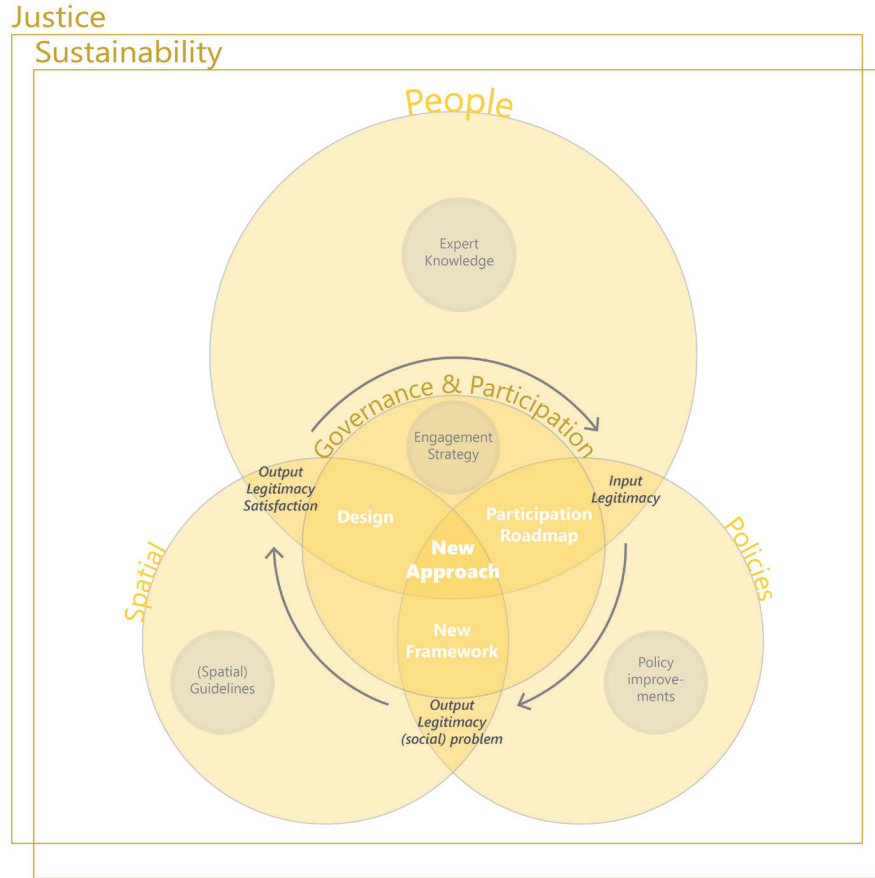 Justice
Sustainability
People
Expert
Knowledge
Governance & Participation
Engagement
Strategy
Output
Legitimacy
Satisfaction
Input
Legitimacy
Design
Participation
Roadmap
New
Approach
Spatial
Policies
New
Framework
(Spatial)
Guidelines
Policy
improve-
ments
Output
Legitimacy
(social) problem